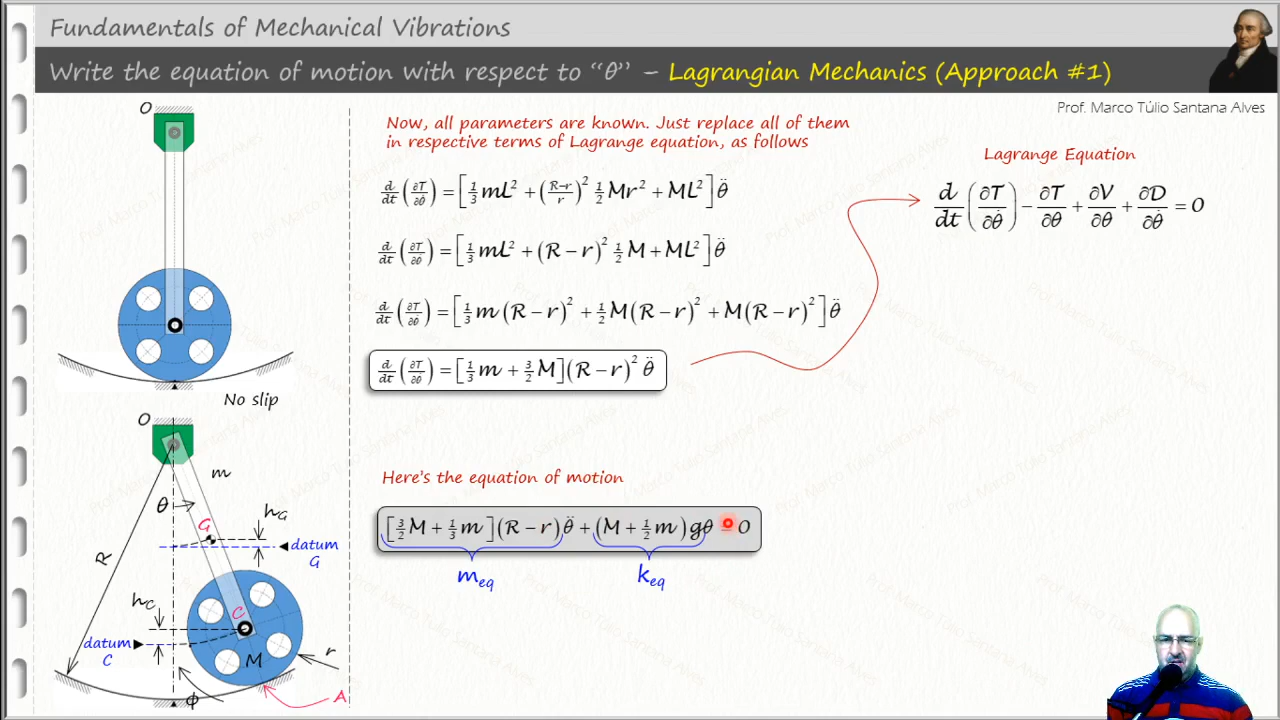 Fundamentals of Mechanical Vibrations
Write the equation of motion with respect to “θ” – Lagrangian Mechanics (Approach #1)
Prof. Marco Túlio Santana Alves
O
No slip
O
m
θ
G
h_G
R
datum
G
h_C
C
datum
C
M
r
ϕ
A
Now, all parameters are known. Just replace all of them
in respective terms of Lagrange equation, as follows
d/dt (∂T/∂θ̇) = [1/3 mL² + ((R−r)/r)² 1/2 Mr² + ML²] θ̈
d/dt (∂T/∂θ̇) = [1/3 mL² + (R − r)² 1/2 M + ML²] θ̈
d/dt (∂T/∂θ̇) = [1/3 m (R − r)² + 1/2 M (R − r)² + M (R − r)²] θ̈
d/dt (∂T/∂θ̇) = [1/3 m + 3/2 M] (R − r)² θ̈
Here's the equation of motion
[3/2 M + 1/3 m] (R − r) θ̈ + (M + 1/2 m) gθ = 0
m_eq k_eq
Lagrange Equation
d/dt (∂T/∂θ̇) − ∂T/∂θ + ∂V/∂θ + ∂D/∂θ̇ = 0